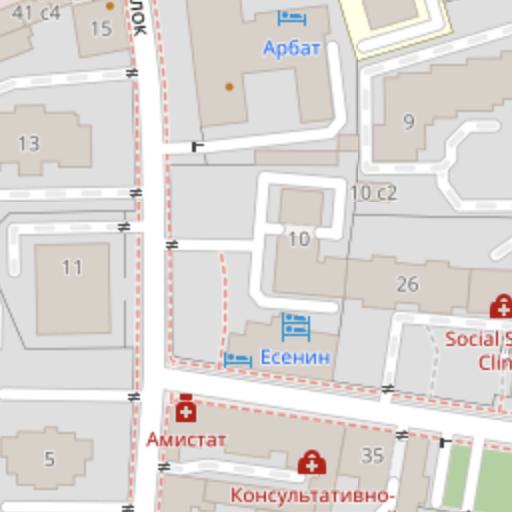 41 с4
15
ЛОК
Арбат
9
13
10 с2
10
11
26
Social S
Clin
Есенин
Амистат
5
35
Консультативно-